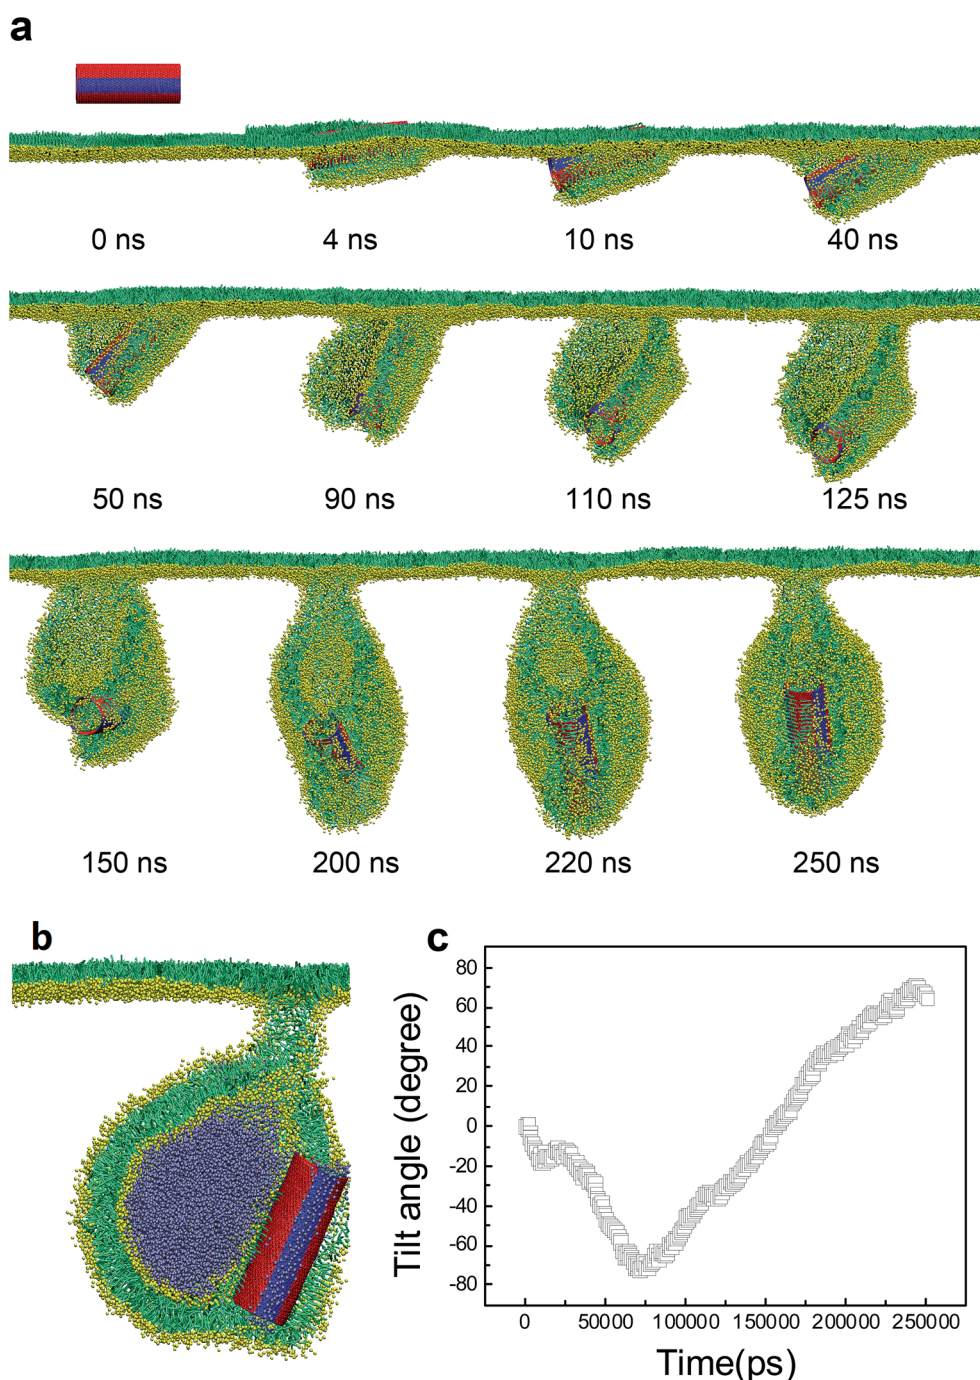 a
0 ns 4 ns 10 ns 40 ns
50 ns 90 ns 110 ns 125 ns
150 ns 200 ns 220 ns 250 ns
b
c
80
60
40
20
0
-20
-40
-60
-80
Tilt angle (degree)
0 50000 100000 150000 200000 250000
Time(ps)